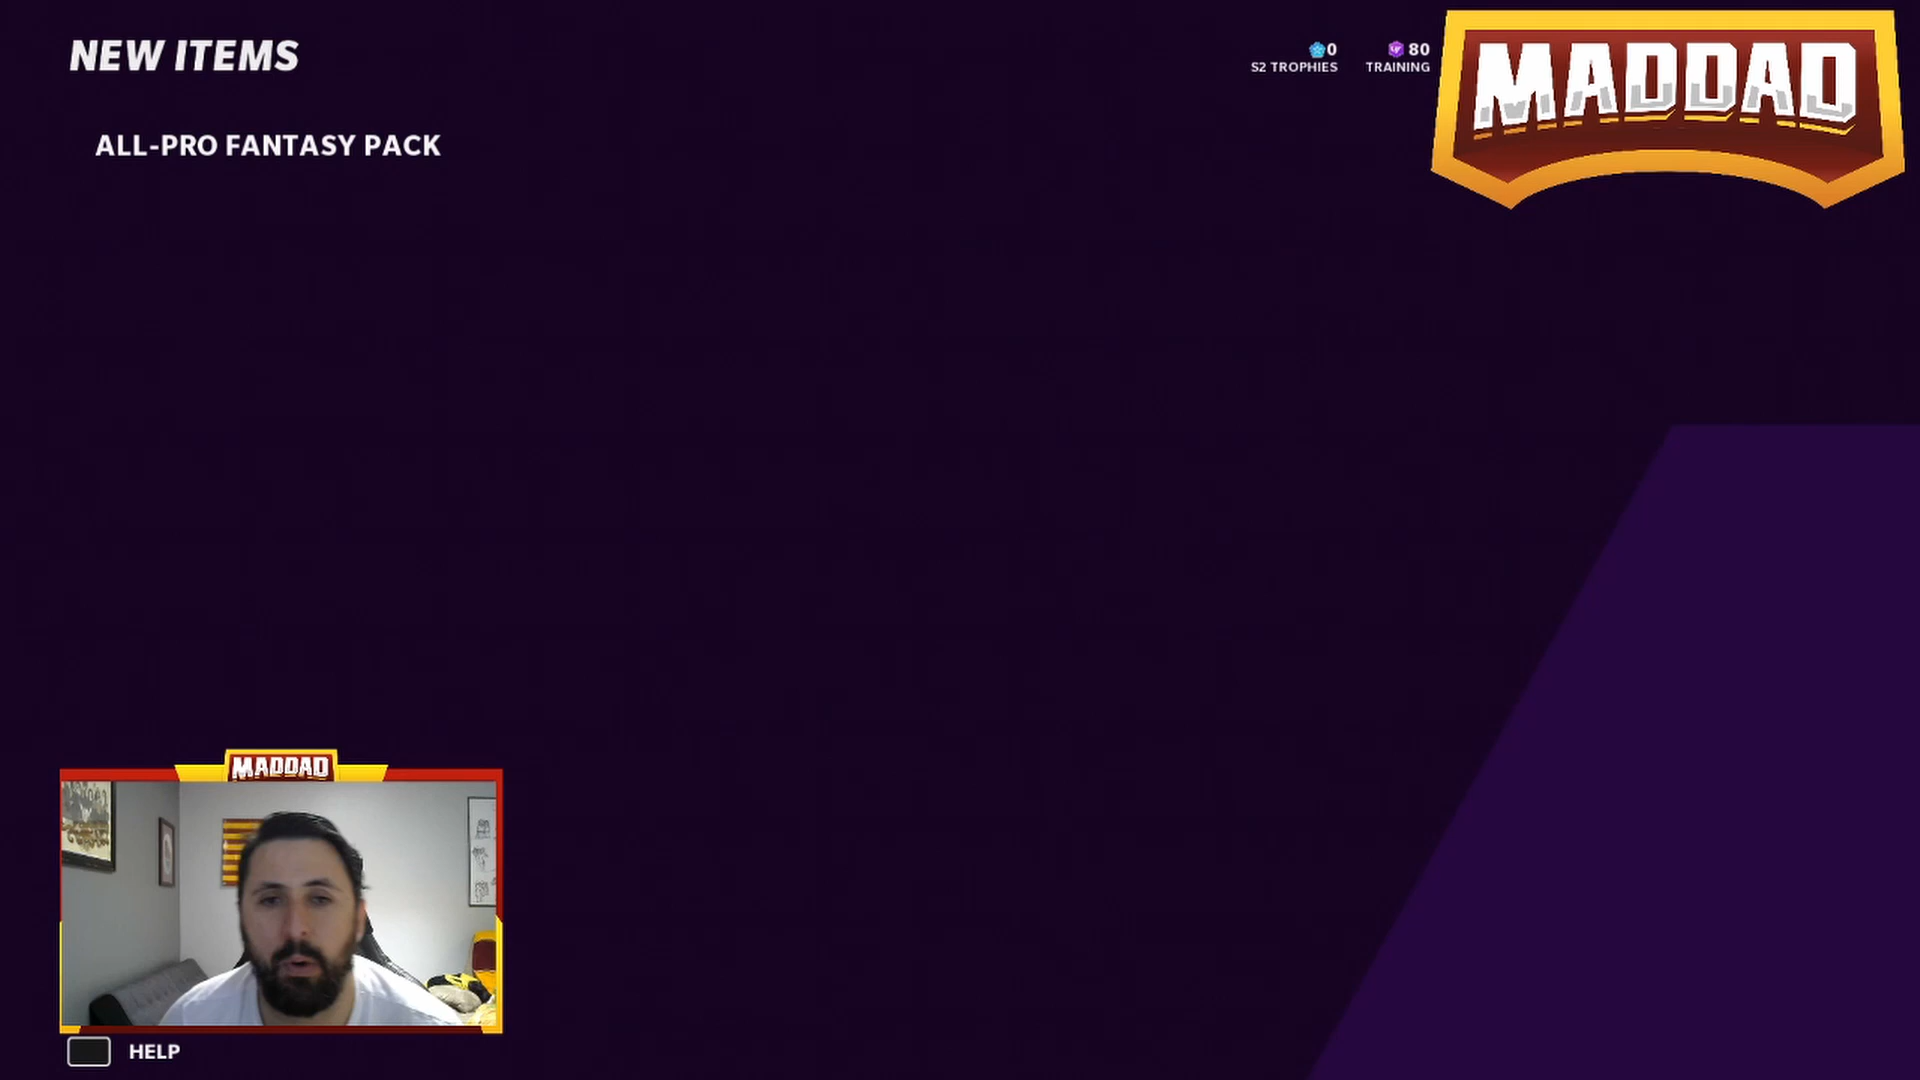 NEW ITEMS
0
S2 TROPHIES
80
TRAINING
MADDAD
ALL-PRO FANTASY PACK
MADDAD
HELP